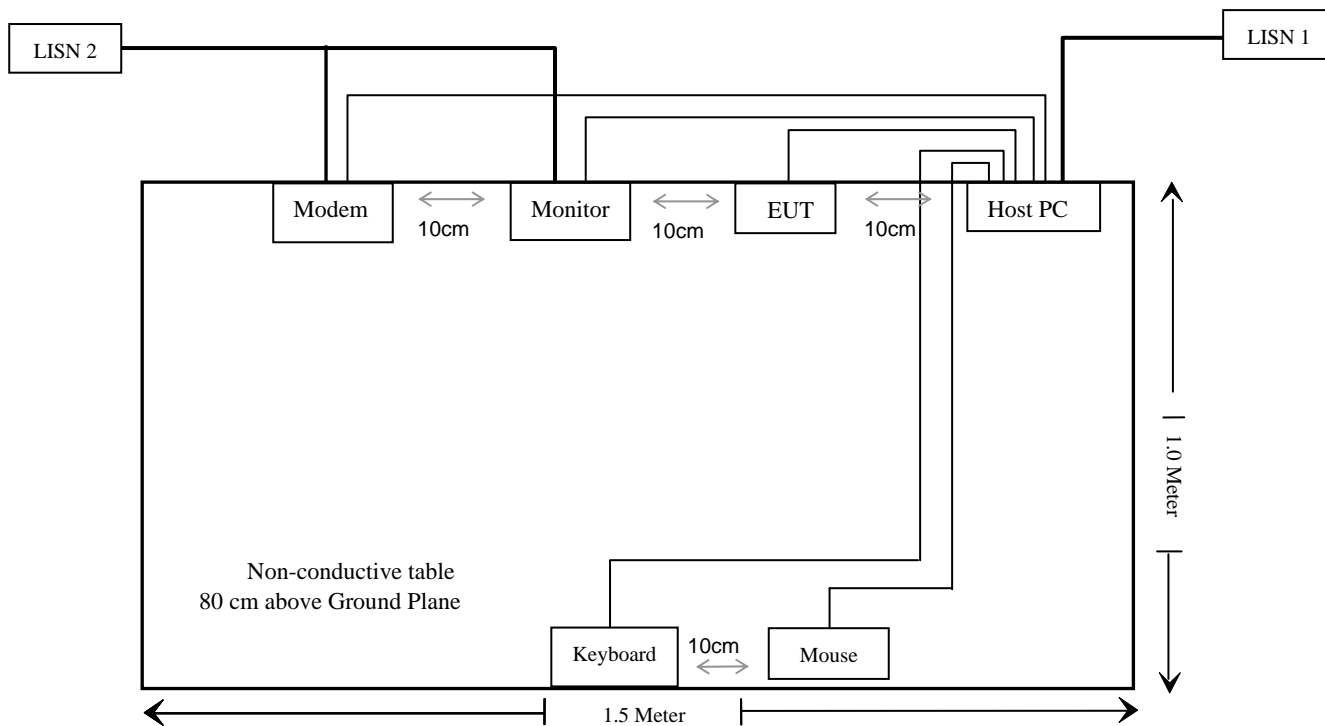 LISN 2
LISN 1
Modem
Monitor
EUT
Host PC
10cm
10cm
10cm
1.0 Meter
Non-conductive table
80 cm above Ground Plane
Keyboard
10cm
Mouse
1.5 Meter